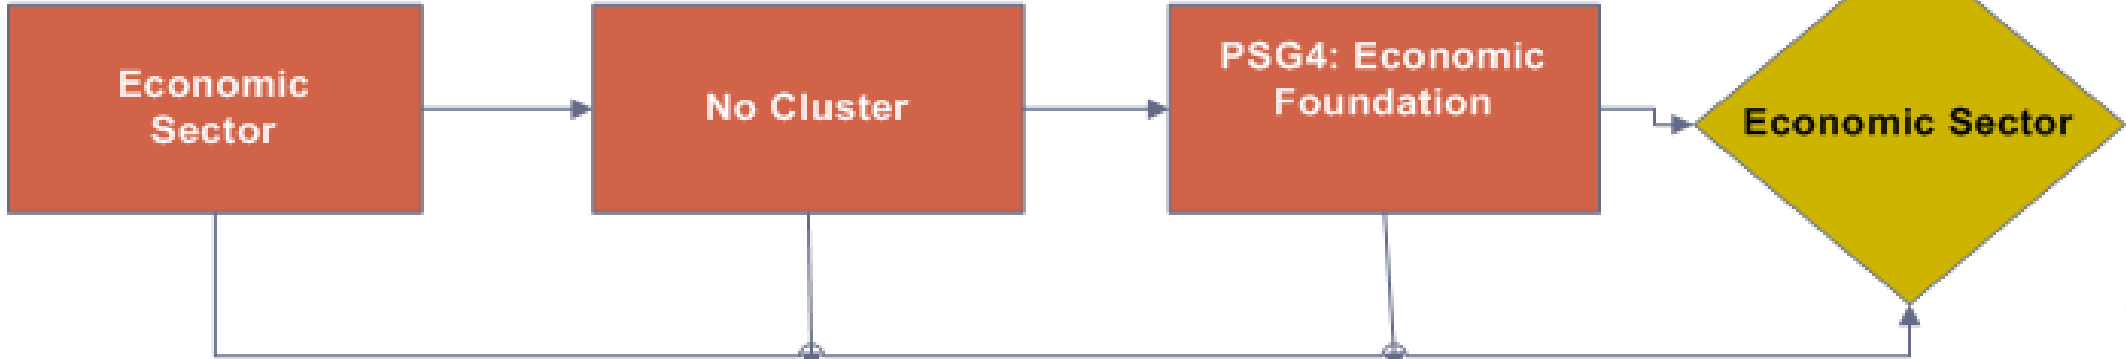 Economic
Sector
No Cluster
PSG4: Economic
Foundation
Economic Sector